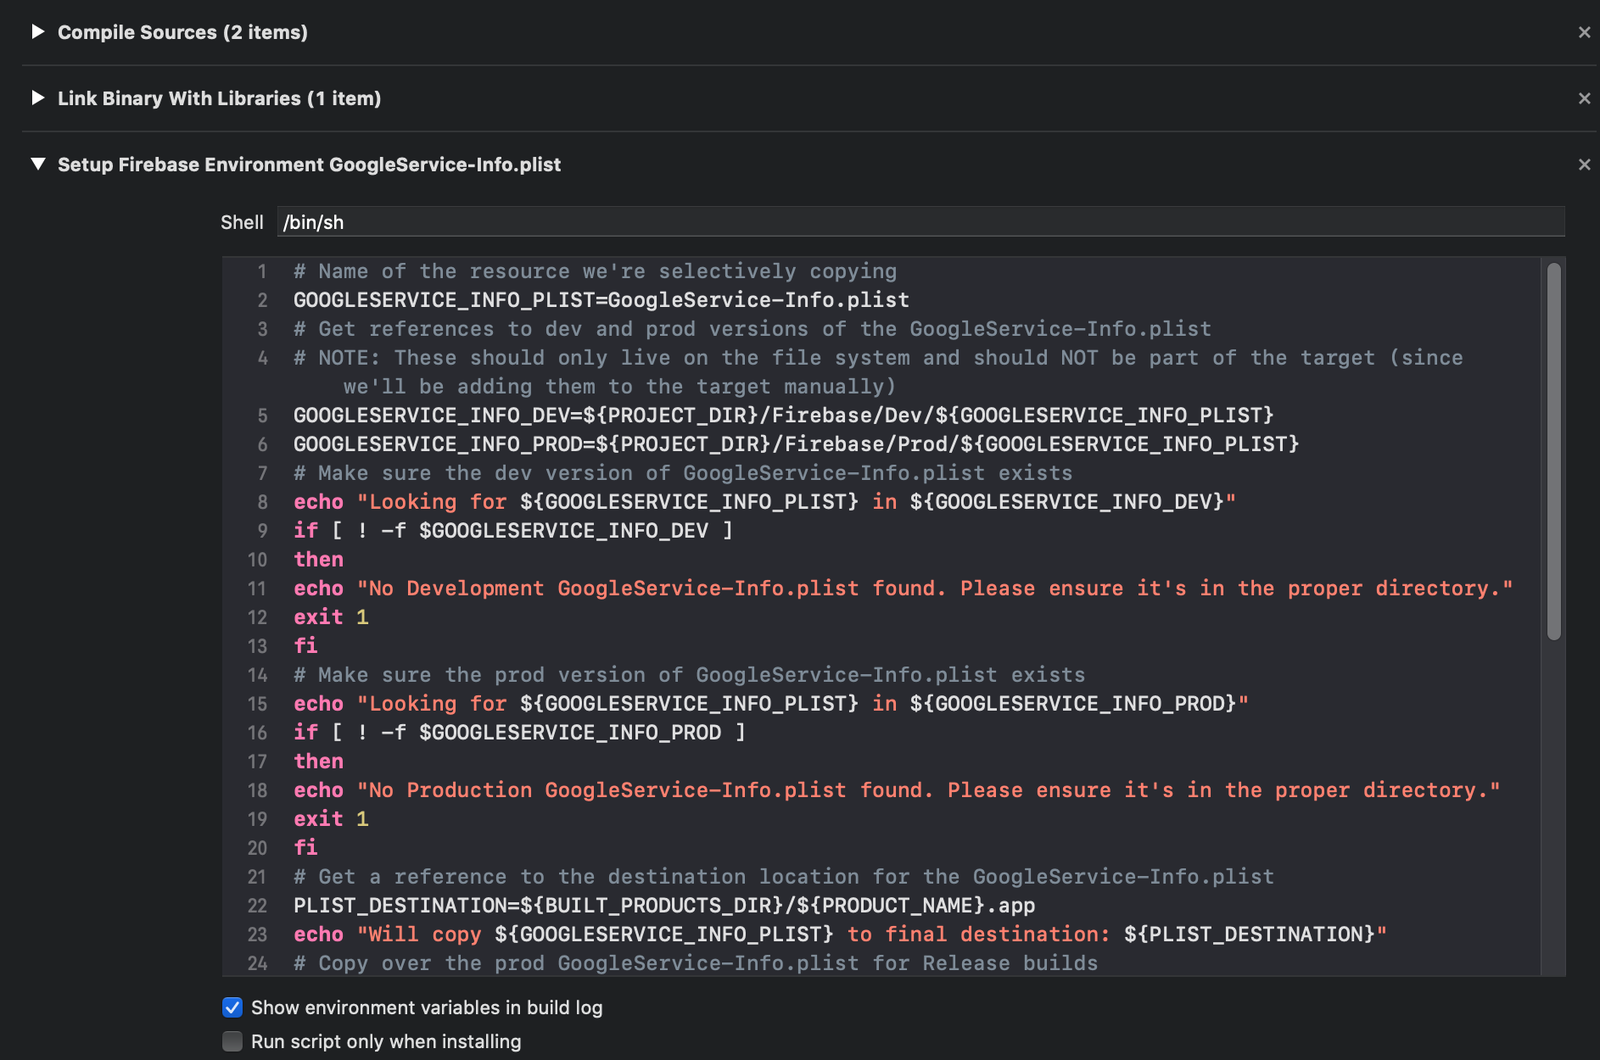 Compile Sources (2 items)
Link Binary With Libraries (1 item)
Setup Firebase Environment GoogleService-Info.plist
Shell /bin/sh
1 # Name of the resource we're selectively copying
2 GOOGLESERVICE_INFO_PLIST=GoogleService-Info.plist
3 # Get references to dev and prod versions of the GoogleService-Info.plist
4 # NOTE: These should only live on the file system and should NOT be part of the target (since
we'll be adding them to the target manually)
5 GOOGLESERVICE_INFO_DEV=${PROJECT_DIR}/Firebase/Dev/${GOOGLESERVICE_INFO_PLIST}
6 GOOGLESERVICE_INFO_PROD=${PROJECT_DIR}/Firebase/Prod/${GOOGLESERVICE_INFO_PLIST}
7 # Make sure the dev version of GoogleService-Info.plist exists
8 echo "Looking for ${GOOGLESERVICE_INFO_PLIST} in ${GOOGLESERVICE_INFO_DEV}"
9 if [ ! -f $GOOGLESERVICE_INFO_DEV ]
10 then
11 echo "No Development GoogleService-Info.plist found. Please ensure it's in the proper directory."
12 exit 1
13 fi
14 # Make sure the prod version of GoogleService-Info.plist exists
15 echo "Looking for ${GOOGLESERVICE_INFO_PLIST} in ${GOOGLESERVICE_INFO_PROD}"
16 if [ ! -f $GOOGLESERVICE_INFO_PROD ]
17 then
18 echo "No Production GoogleService-Info.plist found. Please ensure it's in the proper directory."
19 exit 1
20 fi
21 # Get a reference to the destination location for the GoogleService-Info.plist
22 PLIST_DESTINATION=${BUILT_PRODUCTS_DIR}/${PRODUCT_NAME}.app
23 echo "Will copy ${GOOGLESERVICE_INFO_PLIST} to final destination: ${PLIST_DESTINATION}"
24 # Copy over the prod GoogleService-Info.plist for Release builds
Show environment variables in build log
Run script only when installing